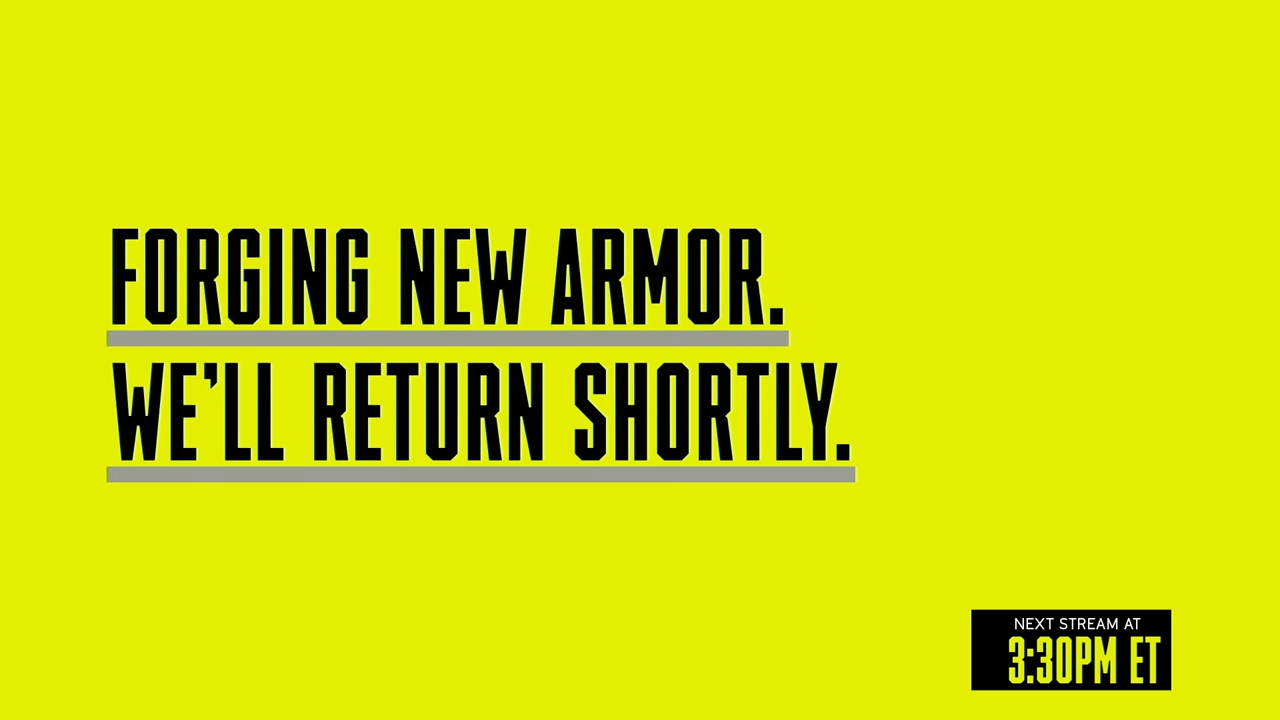 FORGING NEW ARMOR.
WE'LL RETURN SHORTLY.
NEXT STREAM AT
3:30PM ET